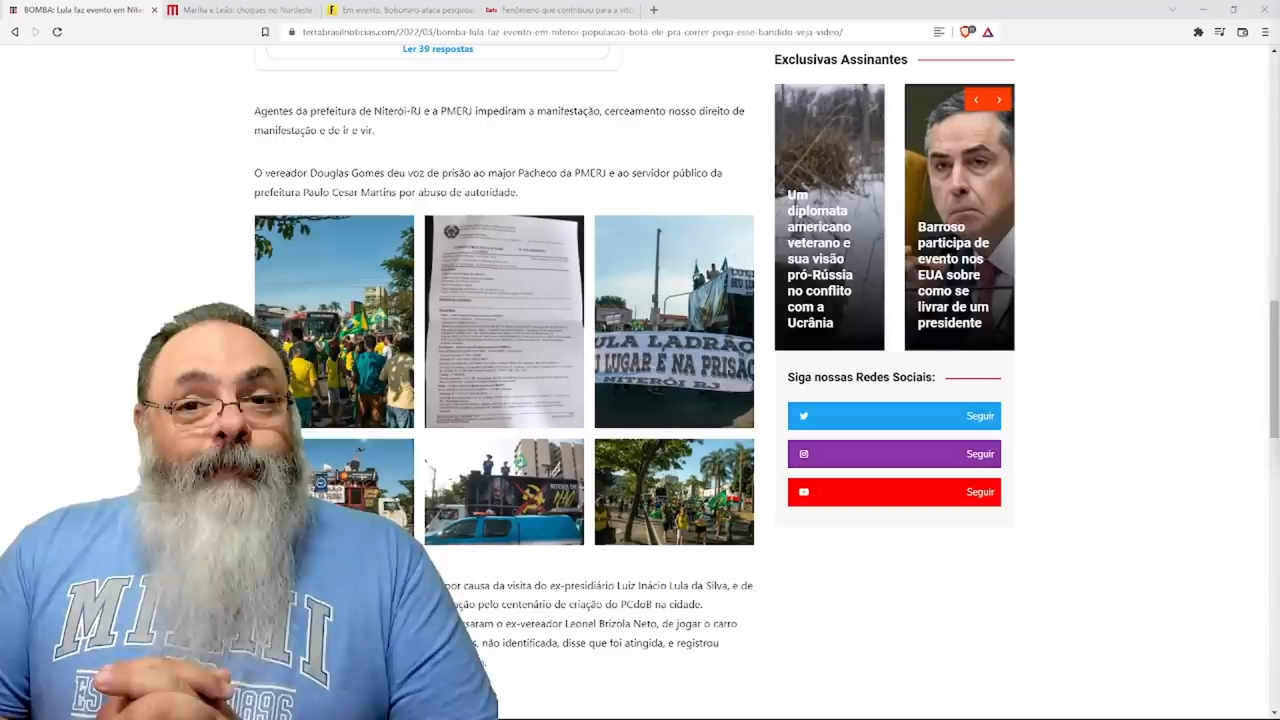 BOMBA: Lula faz evento em Nite
Marília e Leão: choques no Nordeste
Em evento, Bolsonaro ataca pesquisa
Fenômeno que contribuiu para a vitó
terrabrasilnoticias.com/2022/03/bomba-lula-faz-evento-em-niteroi-populacao-bota-ele-pra-correr-pega-esse-bandido-veja-video/
Ler 39 respostas
Agentes da prefeitura de Niterói-RJ e a PMERJ impediram a manifestação, cerceamento nosso direito de
manifestação e de ir e vir.
O vereador Douglas Gomes deu voz de prisão ao major Pacheco da PMERJ e ao servidor público da
prefeitura Paulo Cesar Martins por abuso de autoridade.
LUGAR É NA
por causa da visita do ex-presidiário Luiz Inácio Lula da Silva, e de
ção pelo centenário de criação do PCdoB na cidade.
saram o ex-vereador Leonel Brizola Neto, de jogar o carro
, não identificada, disse que foi atingida, e registrou
Exclusivas Assinantes
Um
diplomata
americano
veterano e
sua visão
pró-Rússia
no conflito
com a
Ucrânia
Barroso
participa de
evento nos
EUA sobre
como se
livrar de um
presidente
Siga nossas Redes Sociais:
Seguir
Seguir
Seguir
MIAMI
1896